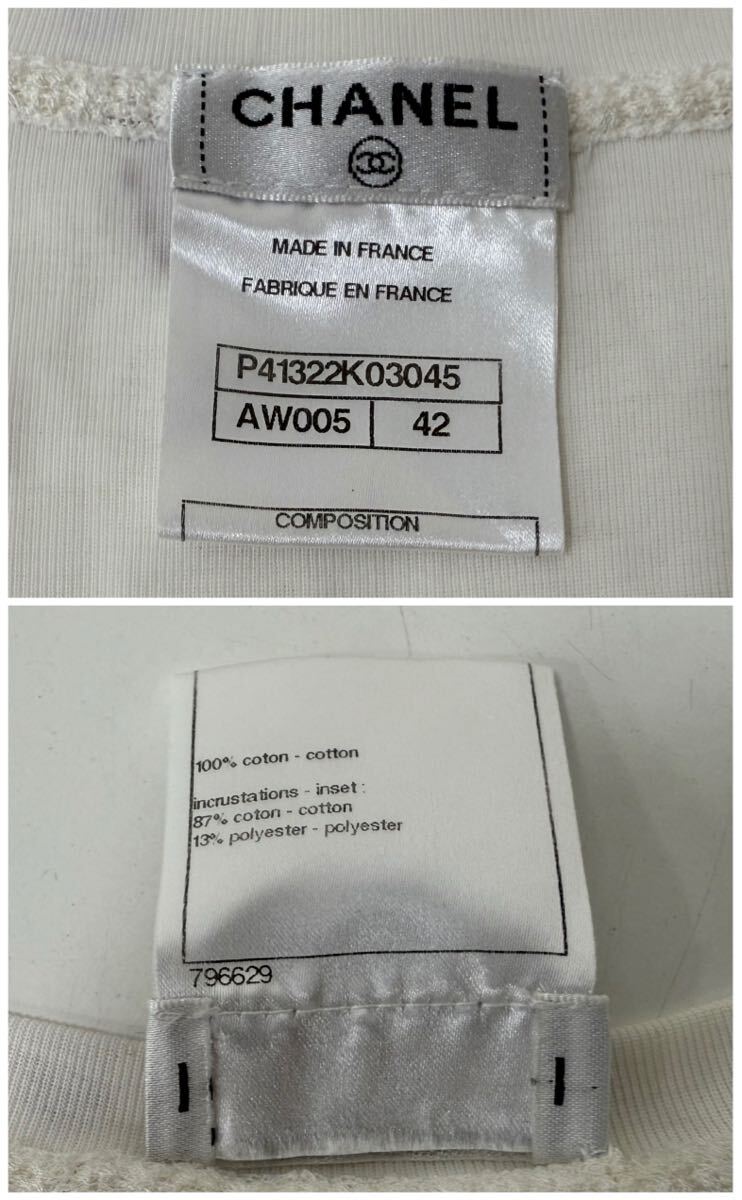 CHANEL
MADE IN FRANCE
FABRIQUE EN FRANCE
P41322K03045
AW005 42
COMPOSITION
100% coton - cotton
incrustations - inset :
87% coton - cotton
13% polyester - polyester
796629